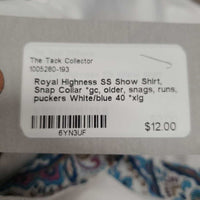 The Tack Collector
1005280-193
Royal Highness SS Show Shirt,
Snap Collar *gc, older, snags, runs,
puckers White/blue 40 *xlg
6YN3UF
$12.00